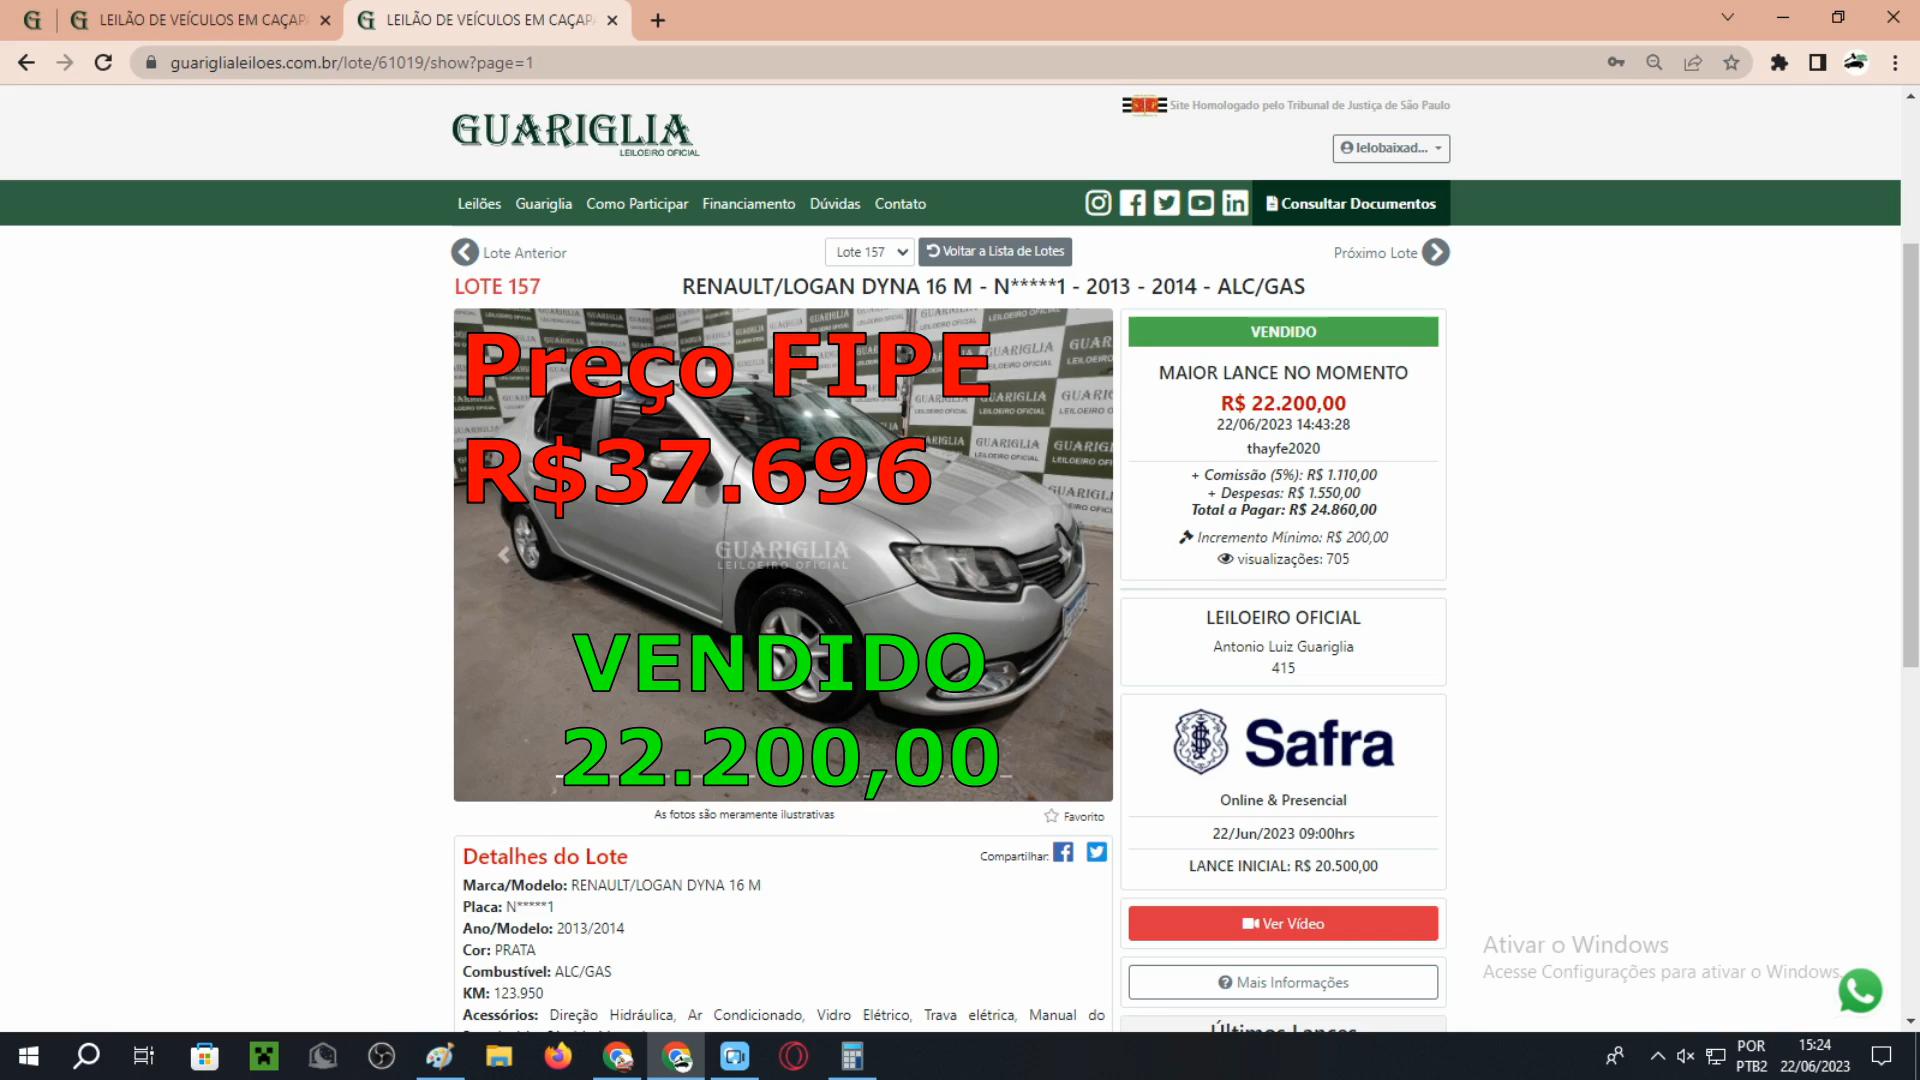 LEILÃO DE VEÍCULOS EM CAÇAPA
LEILÃO DE VEÍCULOS EM CAÇAPA
guariglialeiloes.com.br/lote/61019/show?page=1
GUARIGLIA
LEILOEIRO OFICIAL
Site Homologado pelo Tribunal de Justiça de São Paulo
lelobaixad...
Leilões Guariglia Como Participar Financiamento Dúvidas Contato
Consultar Documentos
Lote Anterior
Lote 157
Voltar a Lista de Lotes
Próximo Lote
LOTE 157
RENAULT/LOGAN DYNA 16 M - N*****1 - 2013 - 2014 - ALC/GAS
Preço FIPE
R$37.696
GUARIGLIA
LEILOEIRO OFICIAL
VENDIDO
22.200,00
As fotos são meramente ilustrativas
Favorito
VENDIDO
MAIOR LANCE NO MOMENTO
R$ 22.200,00
22/06/2023 14:43:28
thayfe2020
+ Comissão (5%): R$ 1.110,00
+ Despesas: R$ 1.550,00
Total a Pagar: R$ 24.860,00
Incremento Mínimo: R$ 200,00
visualizações: 705
LEILOEIRO OFICIAL
Antonio Luiz Guariglia
415
Safra
Online & Presencial
22/Jun/2023 09:00hrs
LANCE INICIAL: R$ 20.500,00
Ver Vídeo
Mais Informações
Últimos Lances
Detalhes do Lote
Compartilhar:
Marca/Modelo: RENAULT/LOGAN DYNA 16 M
Placa: N*****1
Ano/Modelo: 2013/2014
Cor: PRATA
Combustível: ALC/GAS
KM: 123.950
Acessórios: Direção Hidráulica, Ar Condicionado, Vidro Elétrico, Trava elétrica, Manual do
Ativar o Windows
Acesse Configurações para ativar o Windows.
POR
PTB2
15:24
22/06/2023